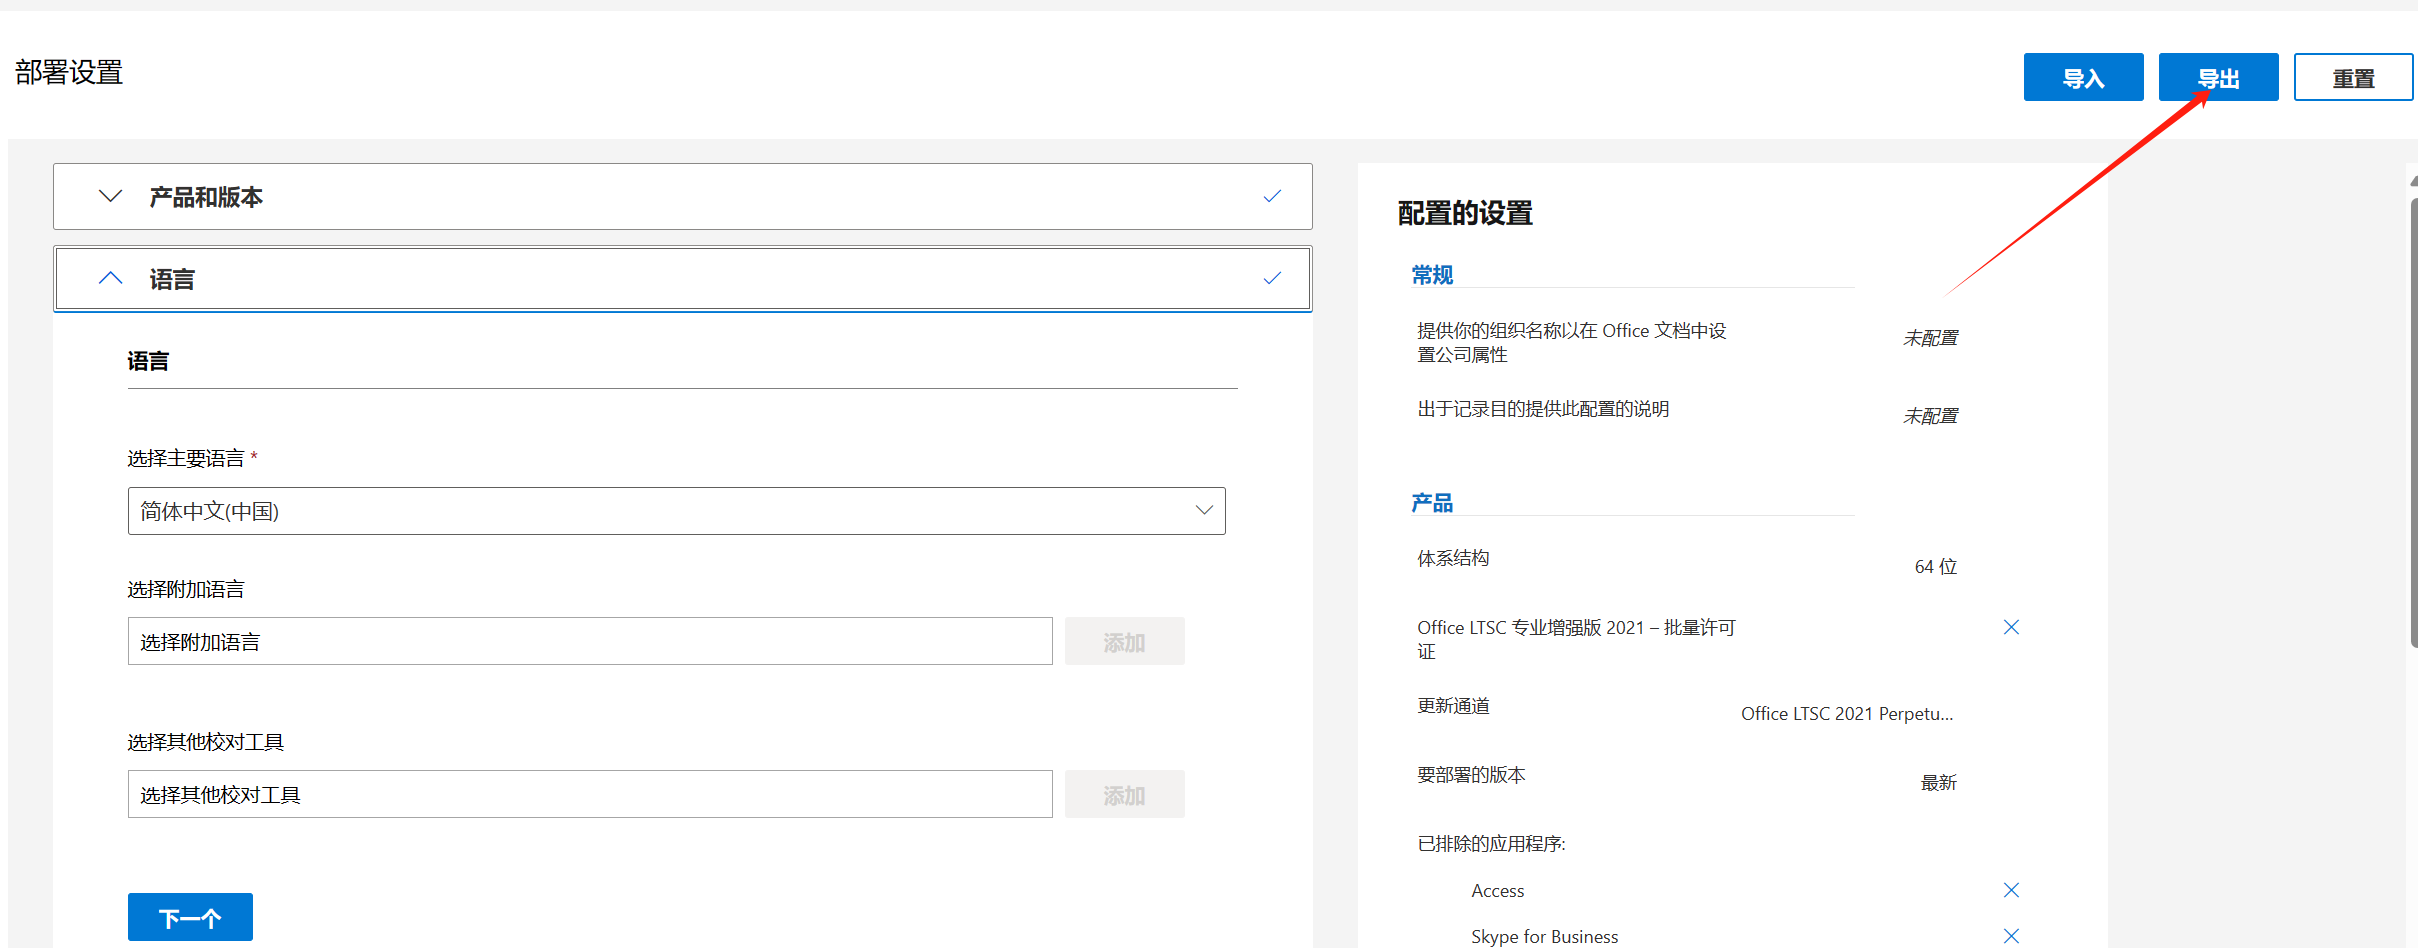 部署设置
导入
导出
重置
产品和版本
语言
语言
选择主要语言 *
简体中文(中国)
选择附加语言
选择附加语言
添加
选择其他校对工具
选择其他校对工具
添加
下一个
配置的设置
常规
提供你的组织名称以在 Office 文档中设
置公司属性
未配置
出于记录目的提供此配置的说明
未配置
产品
体系结构
64 位
Office LTSC 专业增强版 2021 – 批量许可
证
更新通道
Office LTSC 2021 Perpetu...
要部署的版本
最新
已排除的应用程序:
Access
Skype for Business